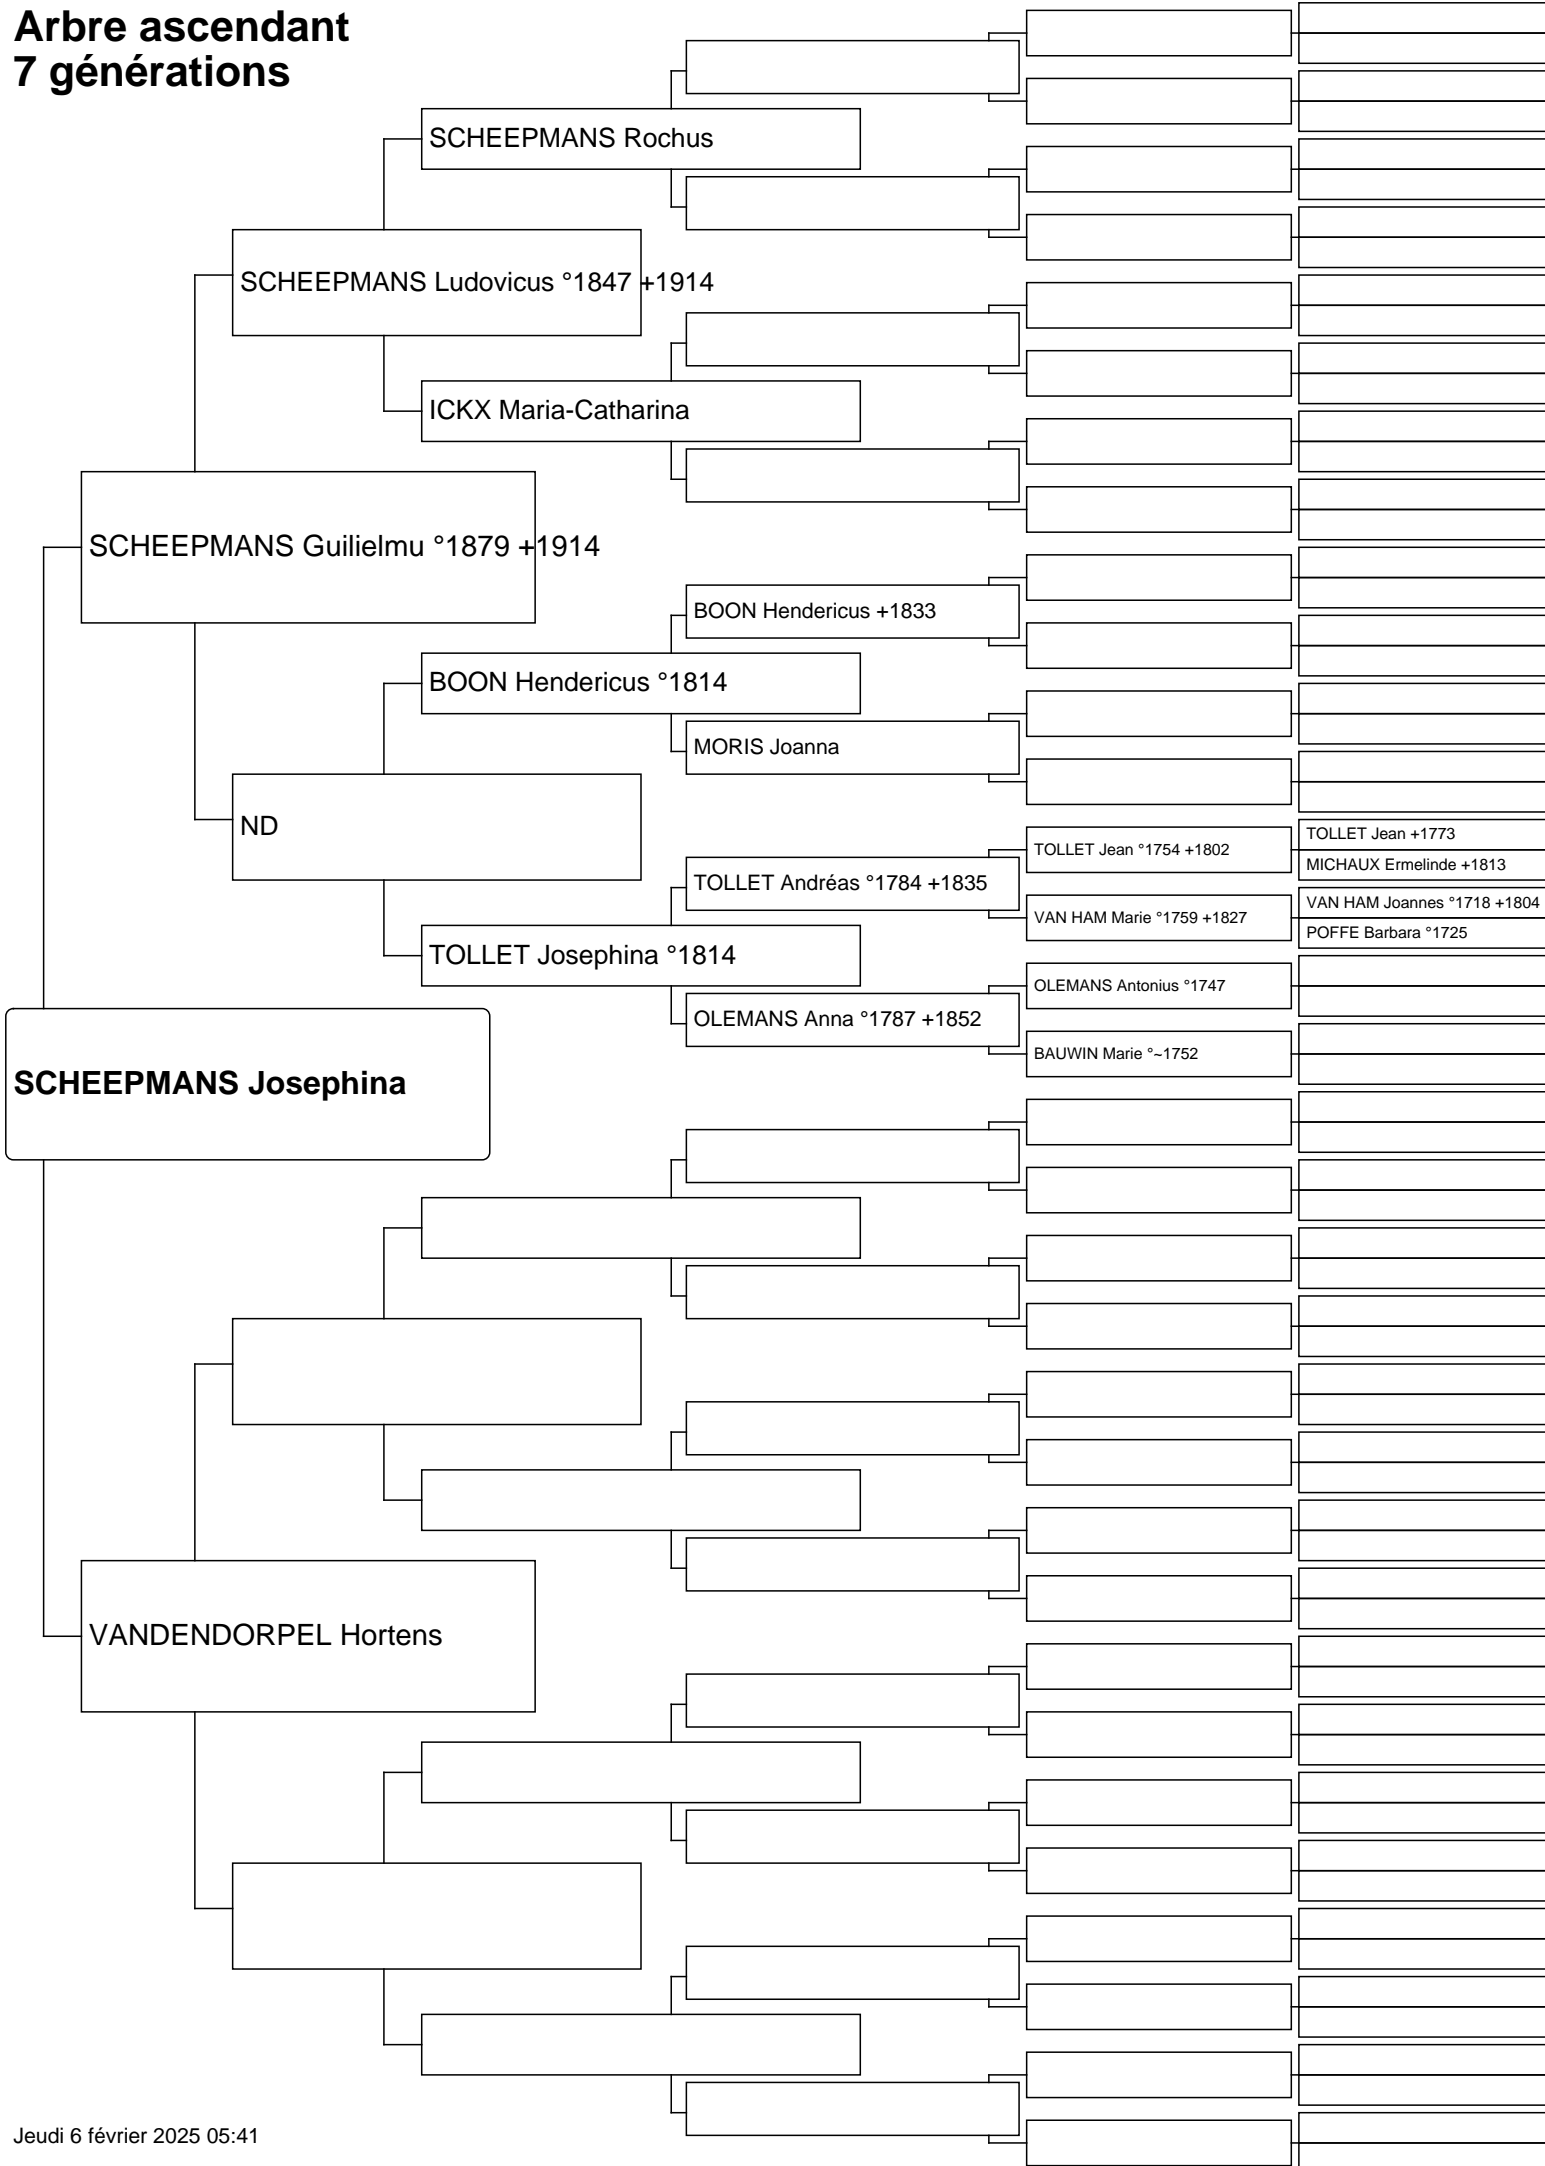 Arbre ascendant
7 générations
SCHEEPMANS Rochus
SCHEEPMANS Ludovicus °1847 +1914
ICKX Maria-Catharina
SCHEEPMANS Guilielmu °1879 +1914
BOON Hendericus +1833
BOON Hendericus °1814
MORIS Joanna
ND
TOLLET Jean +1773
TOLLET Jean °1754 +1802
MICHAUX Ermelinde +1813
TOLLET Andréas °1784 +1835
VAN HAM Joannes °1718 +1804
VAN HAM Marie °1759 +1827
POFFE Barbara °1725
TOLLET Josephina °1814
OLEMANS Antonius °1747
OLEMANS Anna °1787 +1852
BAUWIN Marie °~1752
SCHEEPMANS Josephina
VANDENDORPEL Hortens
Jeudi 6 février 2025 05:41